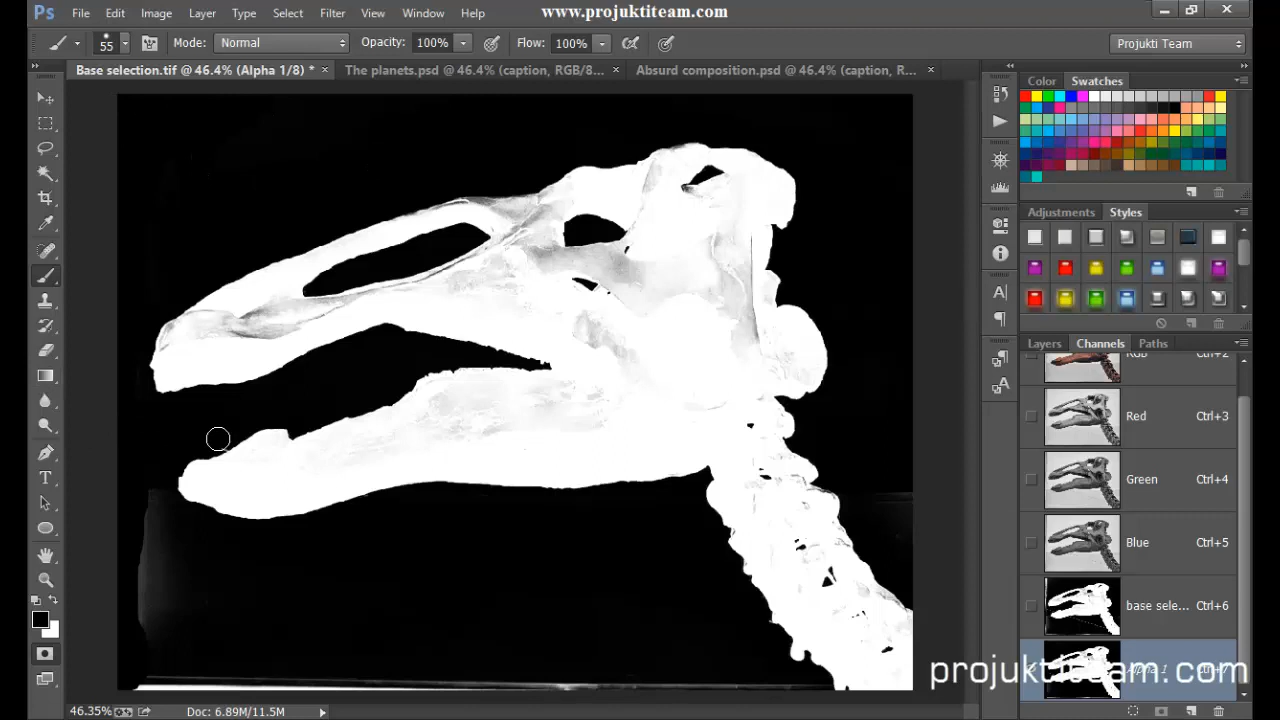 Ps File Edit Image Layer Type Select Filter View Window Help www.projuktiteam.com
55 Mode: Normal Opacity: 100% Flow: 100% Projukti Team
Base selection.tif @ 46.4% (Alpha 1/8) * × The planets.psd @ 46.4% (caption, RGB/8... × Absurd composition.psd @ 46.4% (caption, R... ×
Color Swatches
Adjustments Styles
Layers Channels Paths
RGB Ctrl+2
Red Ctrl+3
Green Ctrl+4
Blue Ctrl+5
base sele... Ctrl+6
projuktiteam.com
46.35% Doc: 6.89M/11.5M